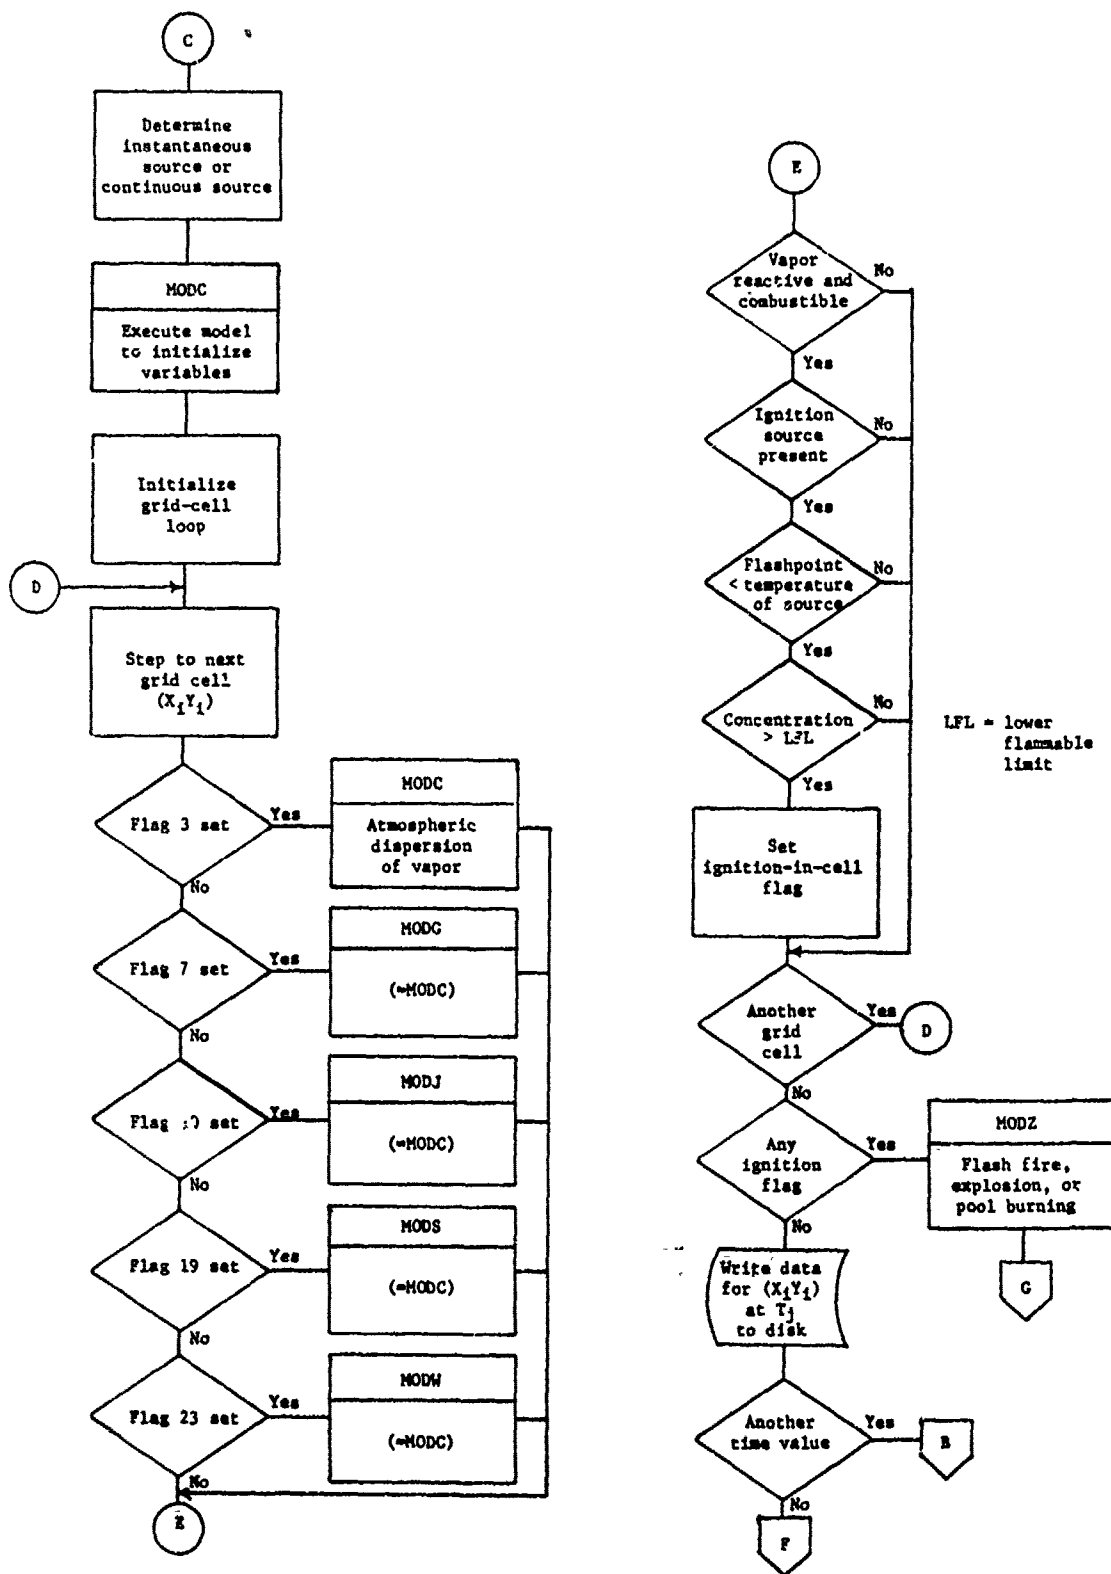 C
Determine
instantaneous
source or
continuous source
MODC
Execute model
to initialize
variables
Initialize
grid-cell
loop
D
Step to next
grid cell
(XiYi)
Flag 3 set
Yes
No
MODC
Atmospheric
dispersion
of vapor
Flag 7 set
Yes
No
MODG
(=MODC)
Flag 10 set
Yes
No
MODJ
(=MODC)
Flag 19 set
Yes
No
MODS
(=MODC)
Flag 23 set
Yes
No
MODW
(=MODC)
E
E
Vapor
reactive and
combustible
No
Yes
Ignition
source
present
No
Yes
Flashpoint
< temperature
of source
No
Yes
Concentration
> LFL
No
Yes
LFL = lower
flammable
limit
Set
ignition-in-cell
flag
Another
grid
cell
Yes
D
No
Any
ignition
flag
Yes
No
MODZ
Flash fire,
explosion, or
pool burning
G
Write data
for (XiYi)
at Tj
to disk
Another
time value
Yes
B
No
F